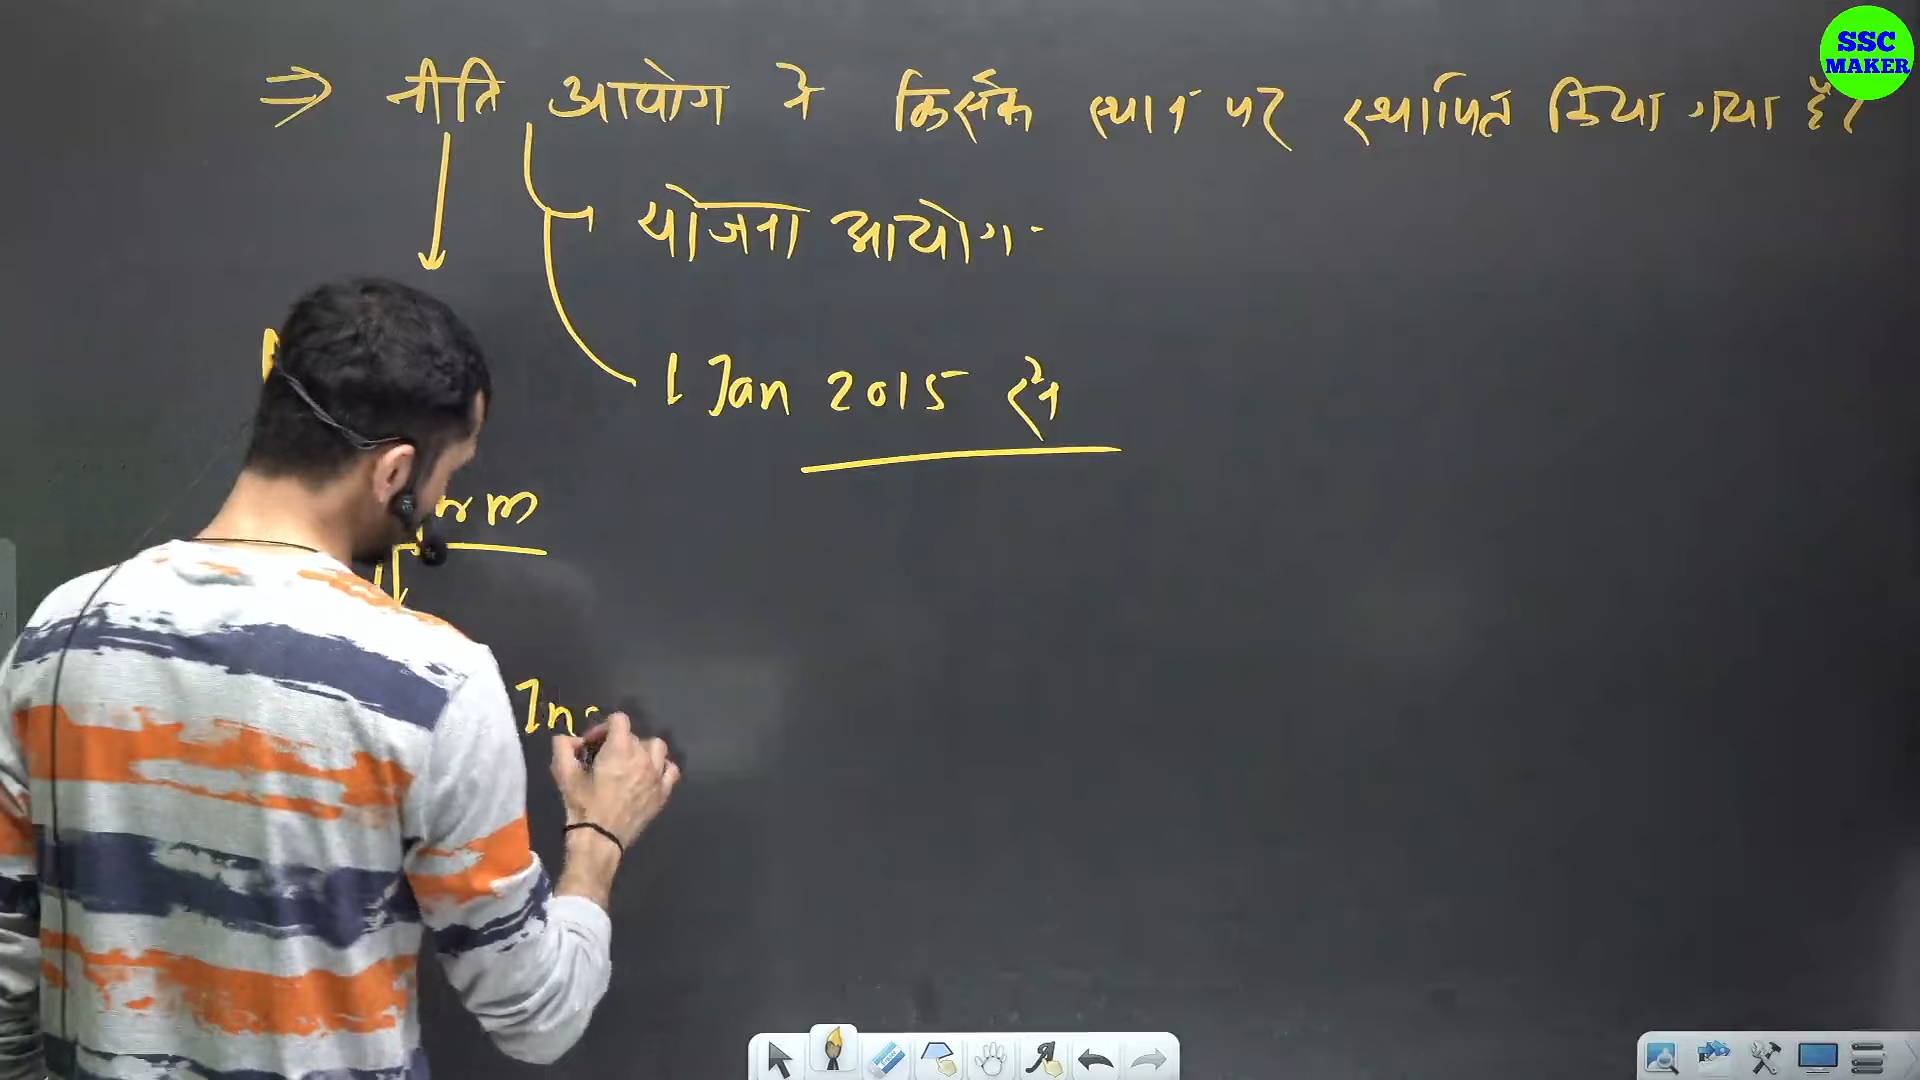 SSC
MAKER
⇒ नीति आयोग ने किसके स्थान पर स्थापित किया गया है?
योजना आयोग
1 Jan 2015 से